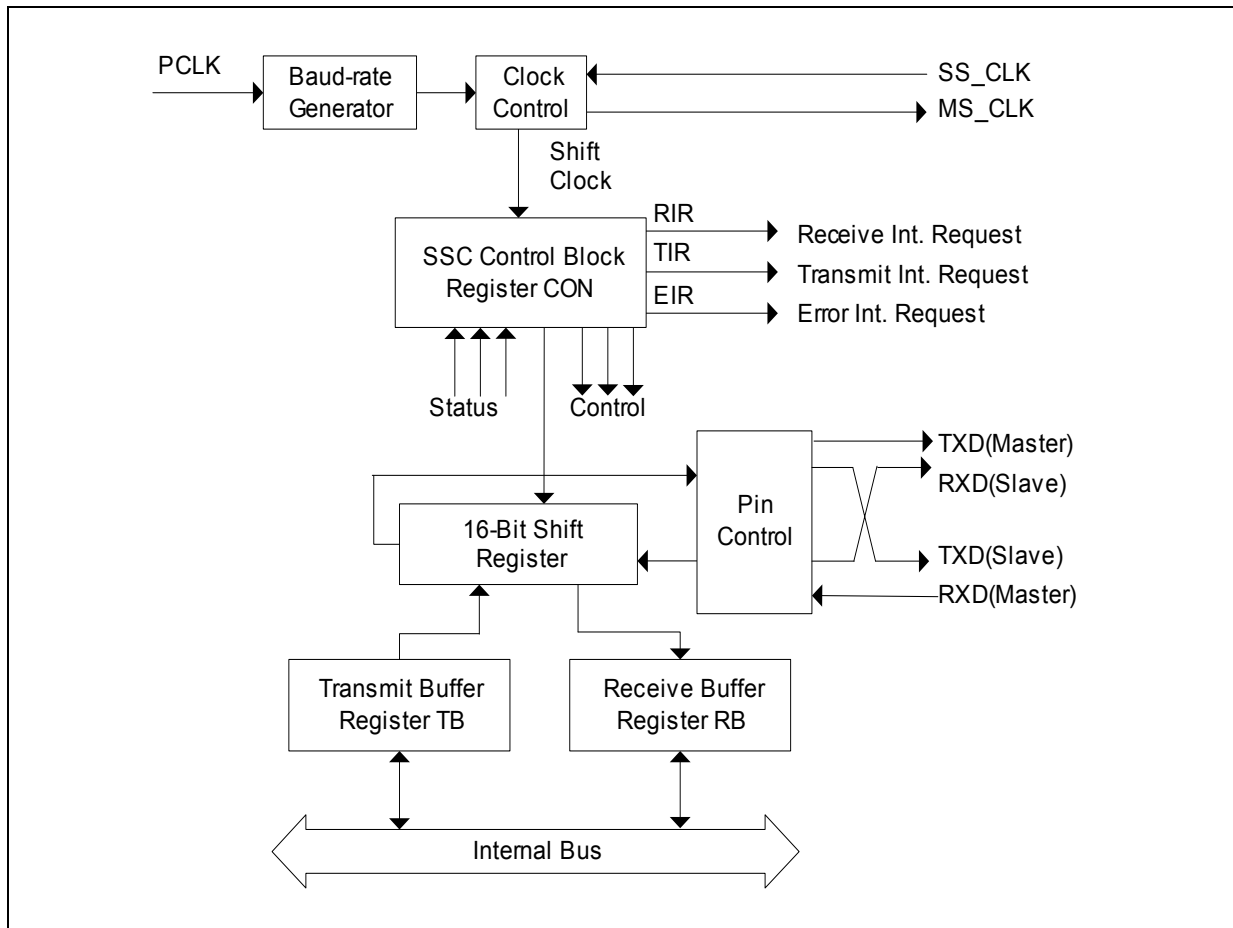 PCLK
Baud-rate
Generator
Clock
Control
SS_CLK
MS_CLK
Shift
Clock
SSC Control Block
Register CON
RIR
TIR
EIR
Receive Int. Request
Transmit Int. Request
Error Int. Request
Status
Control
Pin
Control
TXD(Master)
RXD(Slave)
TXD(Slave)
RXD(Master)
16-Bit Shift
Register
Transmit Buffer
Register TB
Receive Buffer
Register RB
Internal Bus